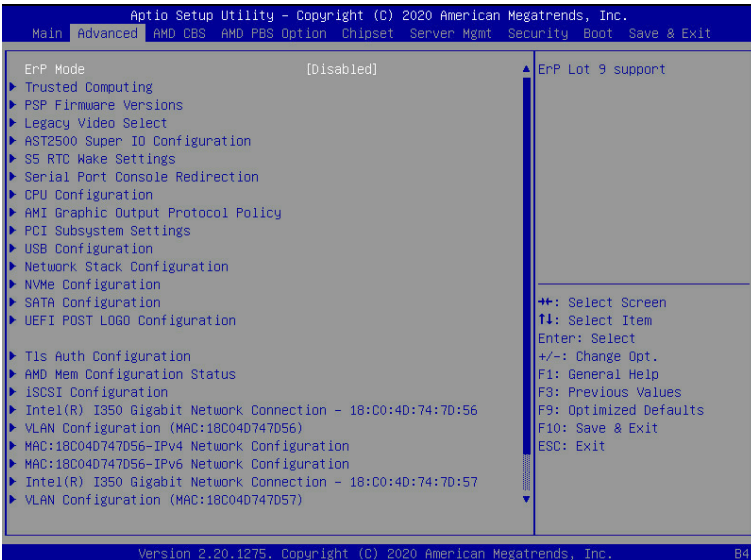 Aptio Setup Utility – Copyright (C) 2020 American Megatrends, Inc.
Main Advanced AMD CBS AMD PBS Option Chipset Server Mgmt Security Boot Save & Exit
ErP Mode [Disabled]
Trusted Computing
PSP Firmware Versions
Legacy Video Select
AST2500 Super IO Configuration
S5 RTC Wake Settings
Serial Port Console Redirection
CPU Configuration
AMI Graphic Output Protocol Policy
PCI Subsystem Settings
USB Configuration
Network Stack Configuration
NVMe Configuration
SATA Configuration
UEFI POST LOGO Configuration
Tls Auth Configuration
AMD Mem Configuration Status
iSCSI Configuration
Intel(R) I350 Gigabit Network Connection – 18:C0:4D:74:7D:56
VLAN Configuration (MAC:18C04D747D56)
MAC:18C04D747D56-IPv4 Network Configuration
MAC:18C04D747D56-IPv6 Network Configuration
Intel(R) I350 Gigabit Network Connection – 18:C0:4D:74:7D:57
VLAN Configuration (MAC:18C04D747D57)
ErP Lot 9 support
→←: Select Screen
↑↓: Select Item
Enter: Select
+/-: Change Opt.
F1: General Help
F3: Previous Values
F9: Optimized Defaults
F10: Save & Exit
ESC: Exit
Version 2.20.1275. Copyright (C) 2020 American Megatrends, Inc.
B4